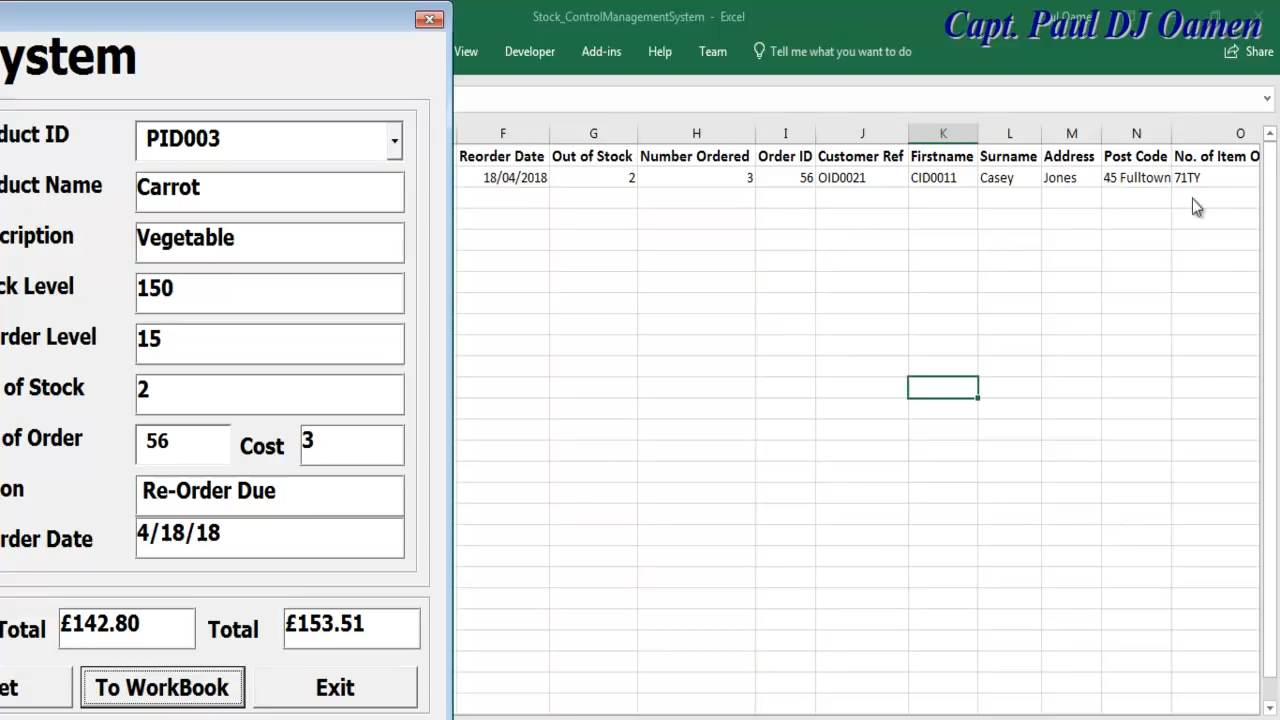 Stock_ControlManagementSystem - Excel
Capt. Paul DJ Oamen
View Developer Add-ins Help Team Tell me what you want to do Share
ystem
F G H I J K L M N O
Reorder Date Out of Stock Number Ordered Order ID Customer Ref Firstname Surname Address Post Code No. of Item O
18/04/2018 2 3 56 OID0021 CID0011 Casey Jones 45 Fulltown 71TY
duct ID PID003
duct Name Carrot
cription Vegetable
ck Level 150
rder Level 15
of Stock 2
of Order 56 Cost 3
on Re-Order Due
rder Date 4/18/18
Total £142.80 Total £153.51
et To WorkBook Exit